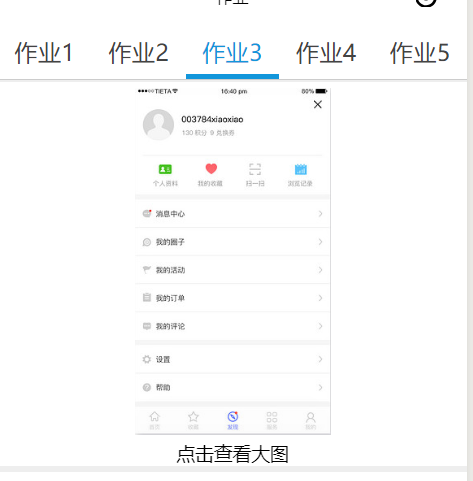 作业
作业1 作业2 作业3 作业4 作业5
TIETA 16:40 pm 80%
003784xiaoxiao
130 积分 9 兑换券
个人资料 我的收藏 扫一扫 浏览记录
消息中心
我的圈子
我的活动
我的订单
我的评论
设置
帮助
首页 收藏 发现 服务 我的
点击查看大图